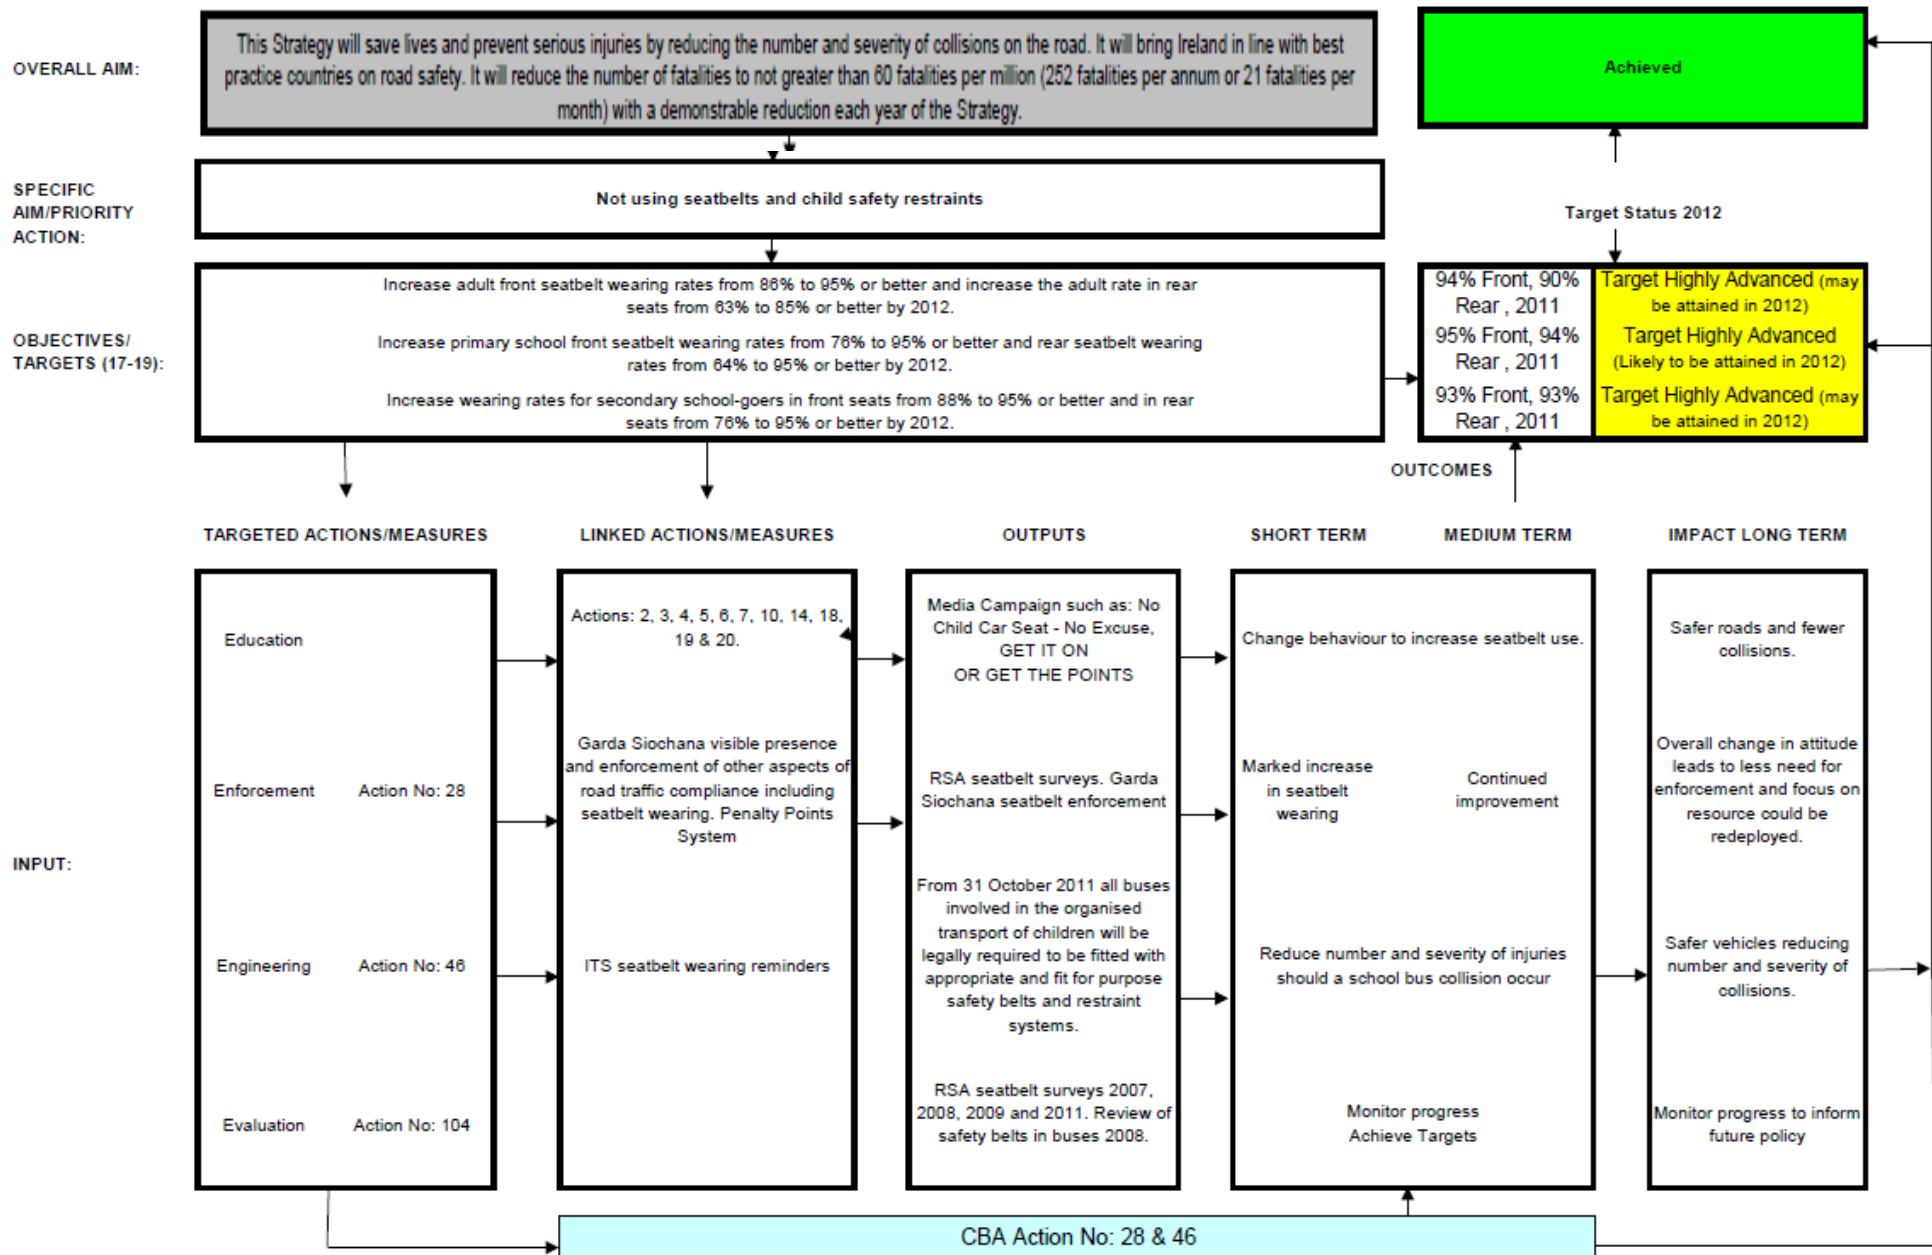 OVERALL AIM:
This Strategy will save lives and prevent serious injuries by reducing the number and severity of collisions on the road. It will bring Ireland in line with best
practice countries on road safety. It will reduce the number of fatalities to not greater than 60 fatalities per million (252 fatalities per annum or 21 fatalities per
month) with a demonstrable reduction each year of the Strategy.
Achieved
SPECIFIC
AIM/PRIORITY
ACTION:
Not using seatbelts and child safety restraints
Target Status 2012
OBJECTIVES/
TARGETS (17-19):
Increase adult front seatbelt wearing rates from 86% to 95% or better and increase the adult rate in rear
seats from 63% to 85% or better by 2012.
Increase primary school front seatbelt wearing rates from 76% to 95% or better and rear seatbelt wearing
rates from 64% to 95% or better by 2012.
Increase wearing rates for secondary school-goers in front seats from 88% to 95% or better and in rear
seats from 76% to 95% or better by 2012.
94% Front, 90%
Rear , 2011
Target Highly Advanced (may
be attained in 2012)
95% Front, 94%
Rear , 2011
Target Highly Advanced
(Likely to be attained in 2012)
93% Front, 93%
Rear , 2011
Target Highly Advanced (may
be attained in 2012)
OUTCOMES
TARGETED ACTIONS/MEASURES
LINKED ACTIONS/MEASURES
OUTPUTS
SHORT TERM
MEDIUM TERM
IMPACT LONG TERM
INPUT:
Education
Actions: 2, 3, 4, 5, 6, 7, 10, 14, 18,
19 & 20.
Media Campaign such as: No
Child Car Seat - No Excuse,
GET IT ON
OR GET THE POINTS
Change behaviour to increase seatbelt use.
Safer roads and fewer
collisions.
Enforcement
Action No: 28
Garda Siochana visible presence
and enforcement of other aspects of
road traffic compliance including
seatbelt wearing. Penalty Points
System
RSA seatbelt surveys. Garda
Siochana seatbelt enforcement
Marked increase
in seatbelt
wearing
Continued
improvement
Overall change in attitude
leads to less need for
enforcement and focus on
resource could be
redeployed.
Engineering
Action No: 46
ITS seatbelt wearing reminders
From 31 October 2011 all buses
involved in the organised
transport of children will be
legally required to be fitted with
appropriate and fit for purpose
safety belts and restraint
systems.
Reduce number and severity of injuries
should a school bus collision occur
Safer vehicles reducing
number and severity of
collisions.
Evaluation
Action No: 104
RSA seatbelt surveys 2007,
2008, 2009 and 2011. Review of
safety belts in buses 2008.
Monitor progress
Achieve Targets
Monitor progress to inform
future policy
CBA Action No: 28 & 46